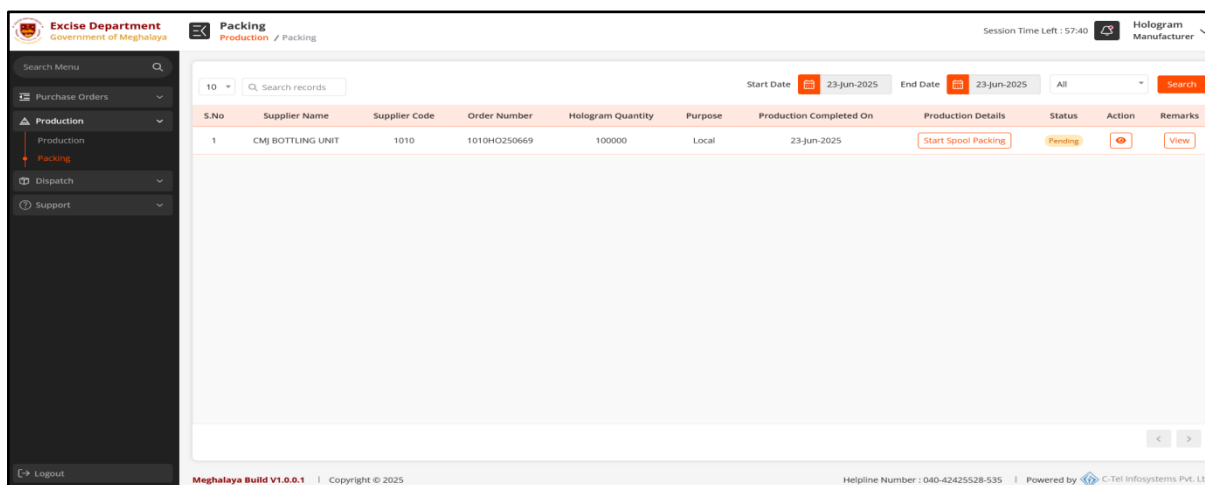 Excise Department
Government of Meghalaya
Packing
Production / Packing
Session Time Left : 57:40
Hologram
Manufacturer
Search Menu
Purchase Orders
Production
Production
Packing
Dispatch
Support
Logout
10 Search records Start Date 23-Jun-2025 End Date 23-Jun-2025 All Search
S.No Supplier Name Supplier Code Order Number Hologram Quantity Purpose Production Completed On Production Details Status Action Remarks
1 CMJ BOTTLING UNIT 1010 1010HO250669 100000 Local 23-Jun-2025 Start Spool Packing Pending View
< >
Meghalaya Build V1.0.0.1 | Copyright © 2025 Helpline Number : 040-42425528-535 | Powered by C-Tel Infosystems Pvt. Lt